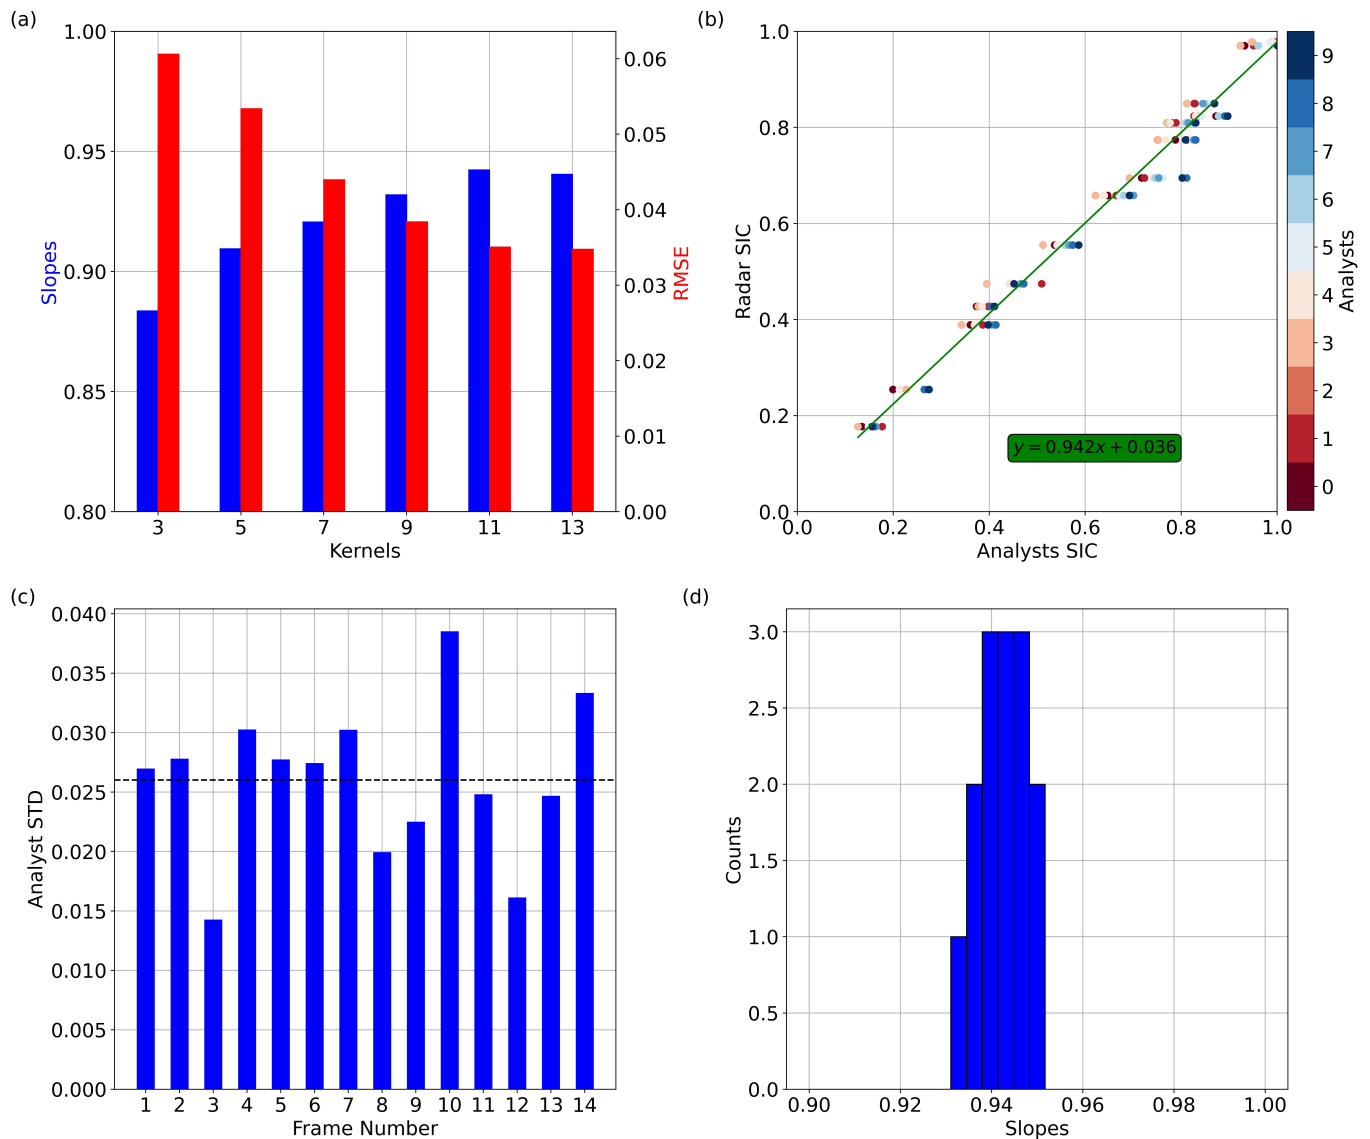 (a)
1.00
0.95
0.90
0.85
0.80
Slopes
3 5 7 9 11 13
Kernels
0.06
0.05
0.04
0.03
0.02
0.01
0.00
RMSE
(b)
1.0
0.8
0.6
0.4
0.2
0.0
Radar SIC
y = 0.942x + 0.036
0.0 0.2 0.4 0.6 0.8 1.0
Analysts SIC
9
8
7
6
5
4
3
2
1
0
Analysts
(c)
0.040
0.035
0.030
0.025
0.020
0.015
0.010
0.005
0.000
Analyst STD
1 2 3 4 5 6 7 8 9 10 11 12 13 14
Frame Number
(d)
3.0
2.5
2.0
1.5
1.0
0.5
0.0
Counts
0.90 0.92 0.94 0.96 0.98 1.00
Slopes